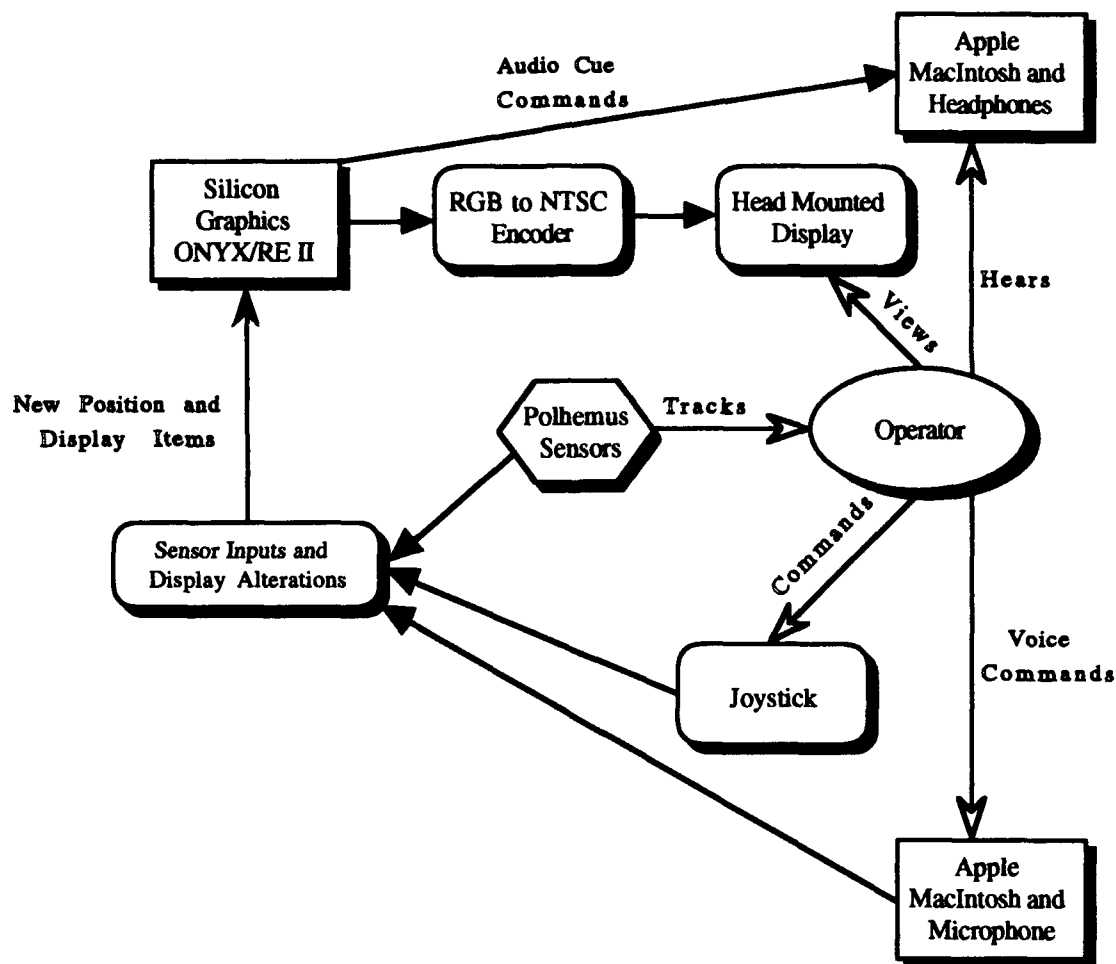 Apple
MacIntosh and
Headphones
Audio Cue
Commands
Silicon
Graphics
ONYX/RE II
RGB to NTSC
Encoder
Head Mounted
Display
Hears
Views
New Position and
Display Items
Polhemus
Sensors
Tracks
Operator
Commands
Sensor Inputs and
Display Alterations
Voice
Commands
Joystick
Apple
MacIntosh and
Microphone